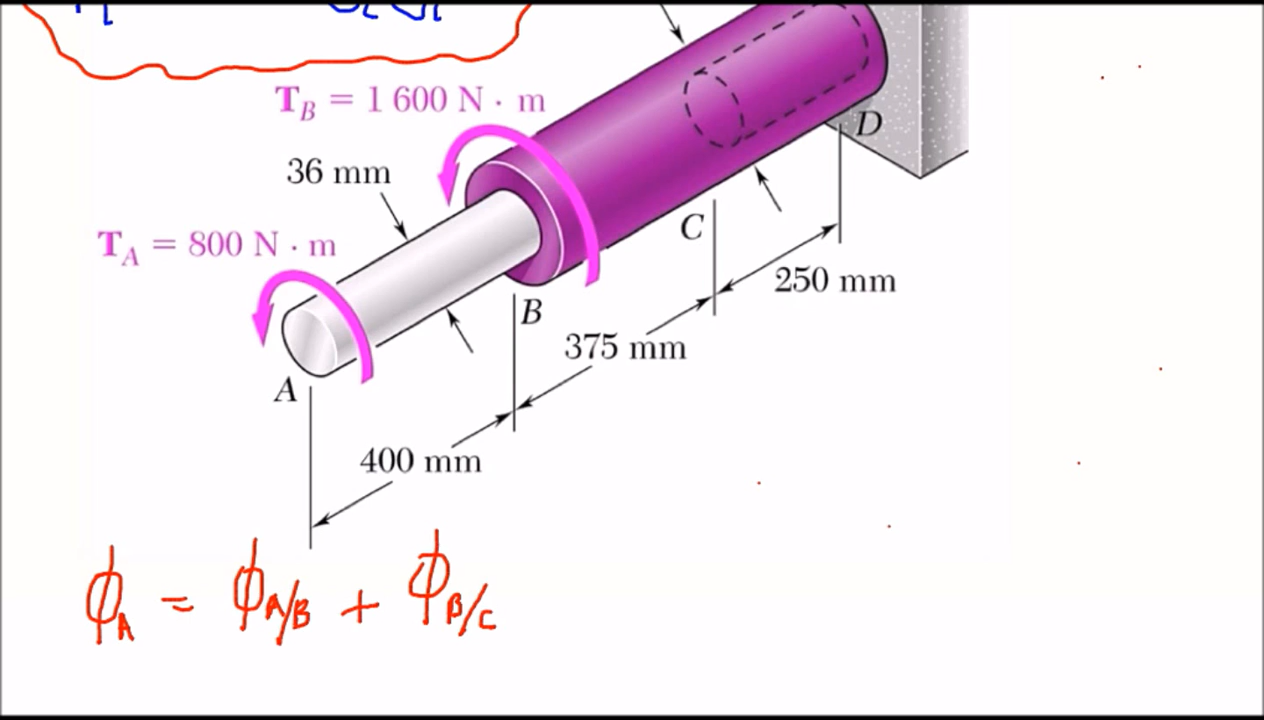 T_B = 1 600 N · m
36 mm
T_A = 800 N · m
D
C
250 mm
B
375 mm
A
400 mm
ϕ_A = ϕ_A/B + ϕ_B/C